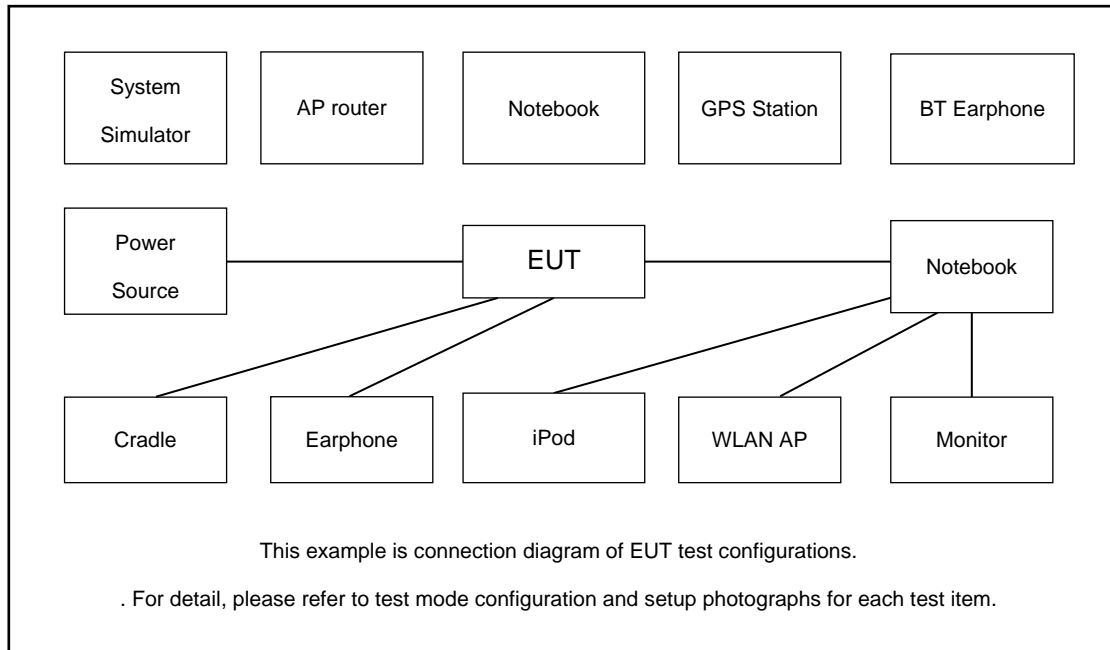 System
Simulator
AP router
Notebook
GPS Station
BT Earphone
Power
Source
EUT
Notebook
Cradle
Earphone
iPod
WLAN AP
Monitor
This example is connection diagram of EUT test configurations.
. For detail, please refer to test mode configuration and setup photographs for each test item.